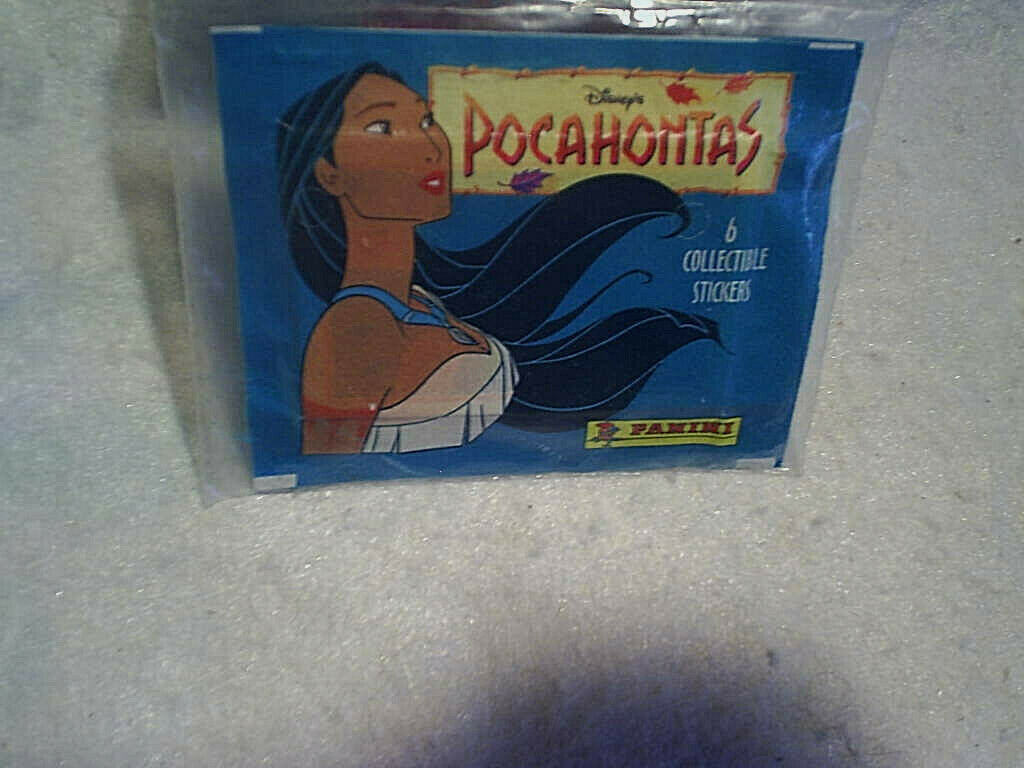 Disney's
POCAHONTAS
6
COLLECTIBLE
STICKERS
PANINI